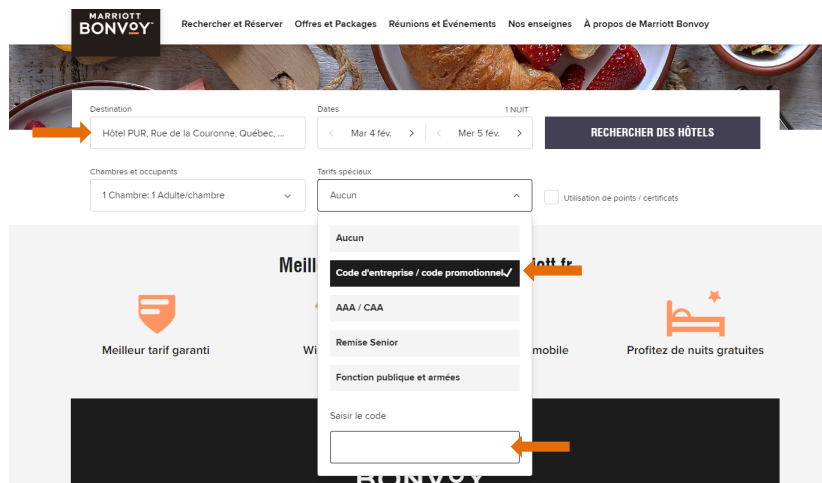 MARRIOTT
BONVOY
Rechercher et Réserver Offres et Packages Réunions et Événements Nos enseignes À propos de Marriott Bonvoy
Destination
Hôtel PUR, Rue de la Couronne, Québec, ...
Dates 1 NUIT
Mar 4 fév. Mer 5 fév.
RECHERCHER DES HÔTELS
Chambres et occupants
1 Chambre: 1 Adulte/chambre
Tarifs spéciaux
Aucun
Utilisation de points / certificats
Aucun
Code d'entreprise / code promotionnel
AAA / CAA
Remise Senior
Fonction publique et armées
Saisir le code
Meill
iott.fr
Meilleur tarif garanti
Wi
mobile
Profitez de nuits gratuites
BONVOY